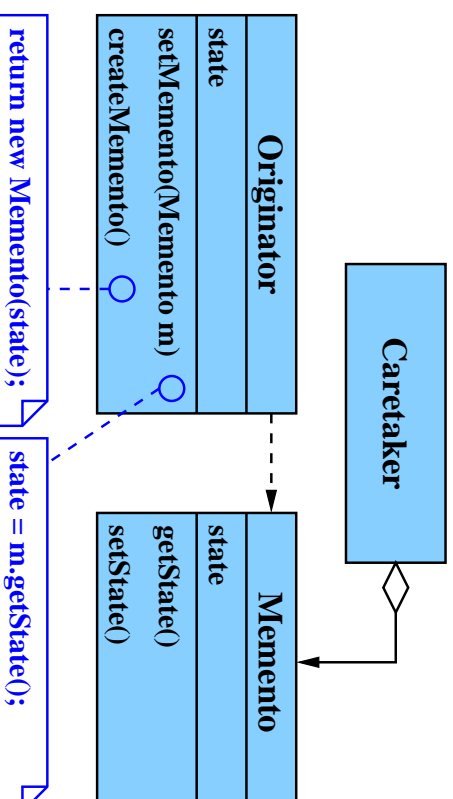 Caretaker
Originator
state
setMemento(Memento m)
createMemento()
Memento
state
getState()
setState()
return new Memento(state);
state = m.getState();